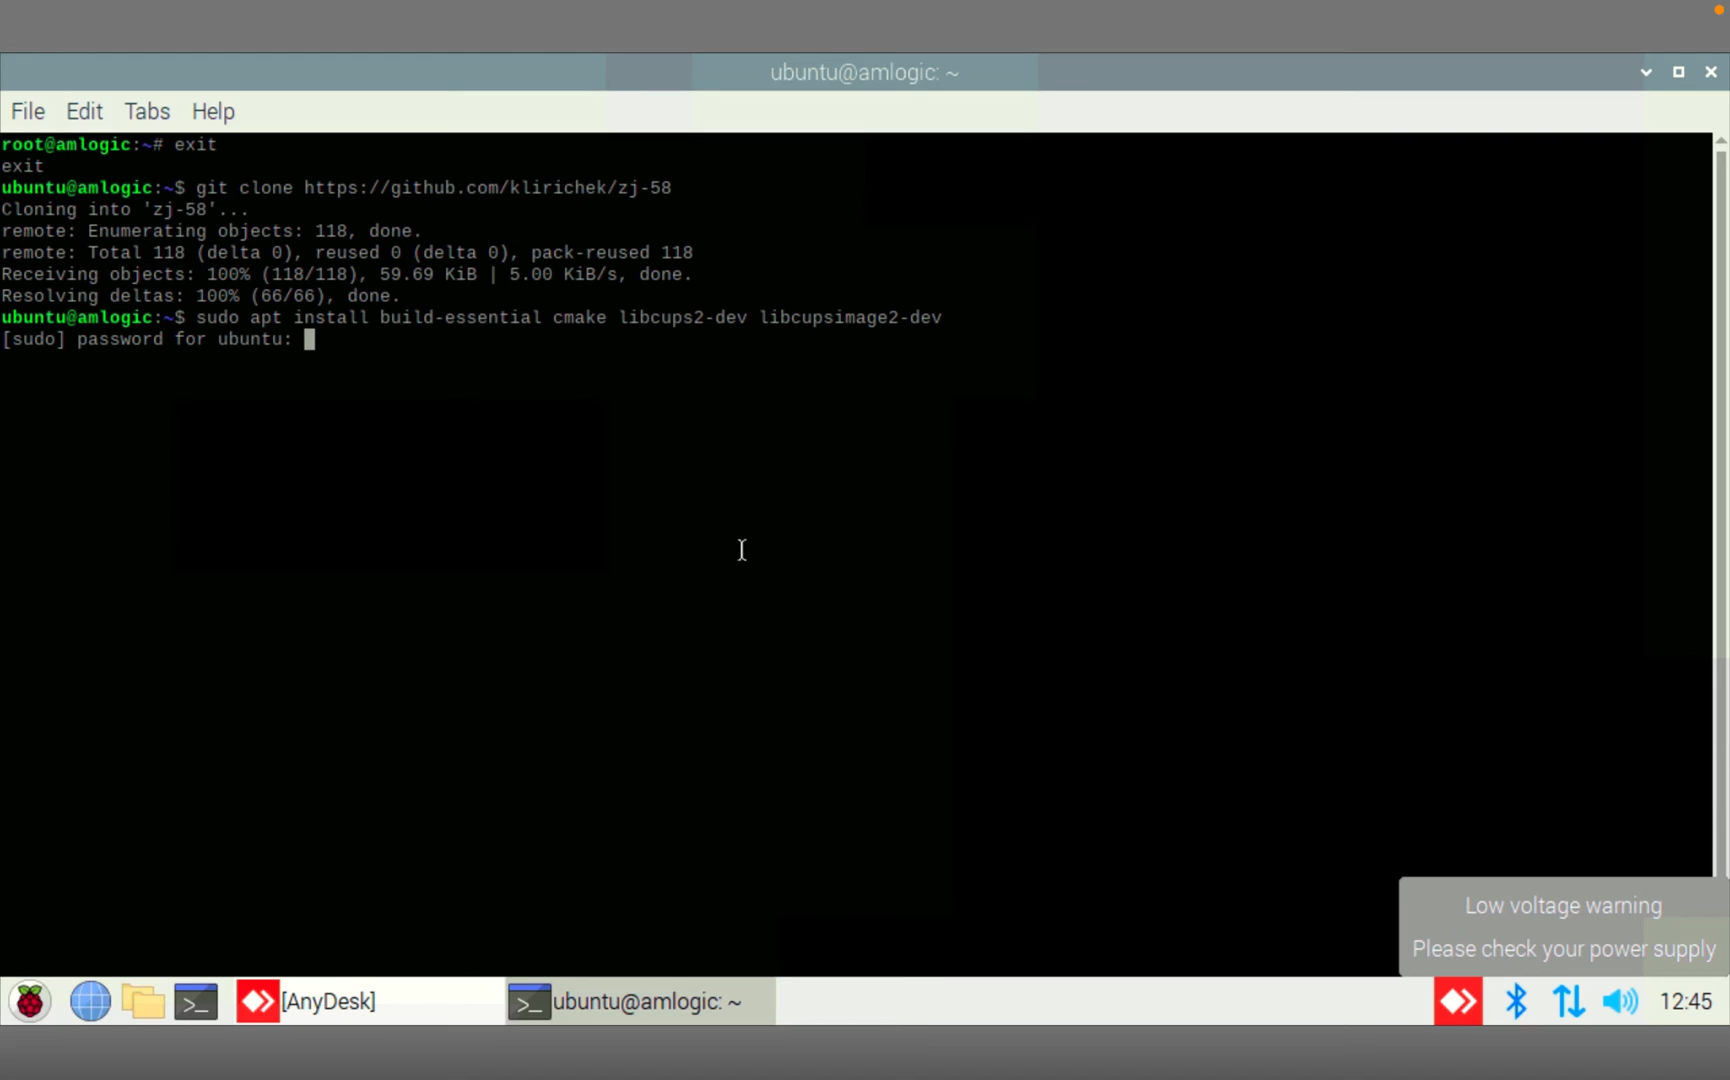 ubuntu@amlogic: ~
File Edit Tabs Help
root@amlogic:~# exit
exit
ubuntu@amlogic:~$ git clone https://github.com/klirichek/zj-58
Cloning into 'zj-58'...
remote: Enumerating objects: 118, done.
remote: Total 118 (delta 0), reused 0 (delta 0), pack-reused 118
Receiving objects: 100% (118/118), 59.69 KiB | 5.00 KiB/s, done.
Resolving deltas: 100% (66/66), done.
ubuntu@amlogic:~$ sudo apt install build-essential cmake libcups2-dev libcupsimage2-dev
[sudo] password for ubuntu:
Low voltage warning
Please check your power supply
[AnyDesk] ubuntu@amlogic: ~ 12:45